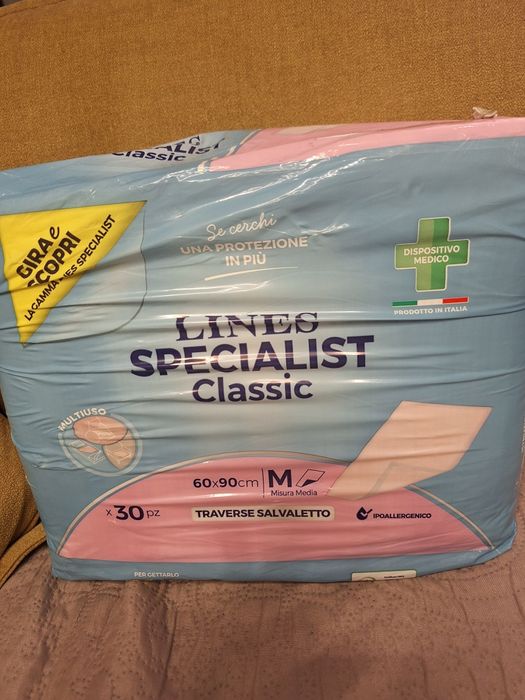 Classic
GIRA e
SCOPRI
LA GAMMA LINES SPECIALIST
Se cerchi
UNA PROTEZIONE
IN PIÙ
DISPOSITIVO
MEDICO
PRODOTTO IN ITALIA
LINES
SPECIALIST
Classic
MULTIUSO
60x90cm
M
Misura Media
x 30 pz
TRAVERSE SALVALETTO
IPOALLERGENICO
PER GETTARLO